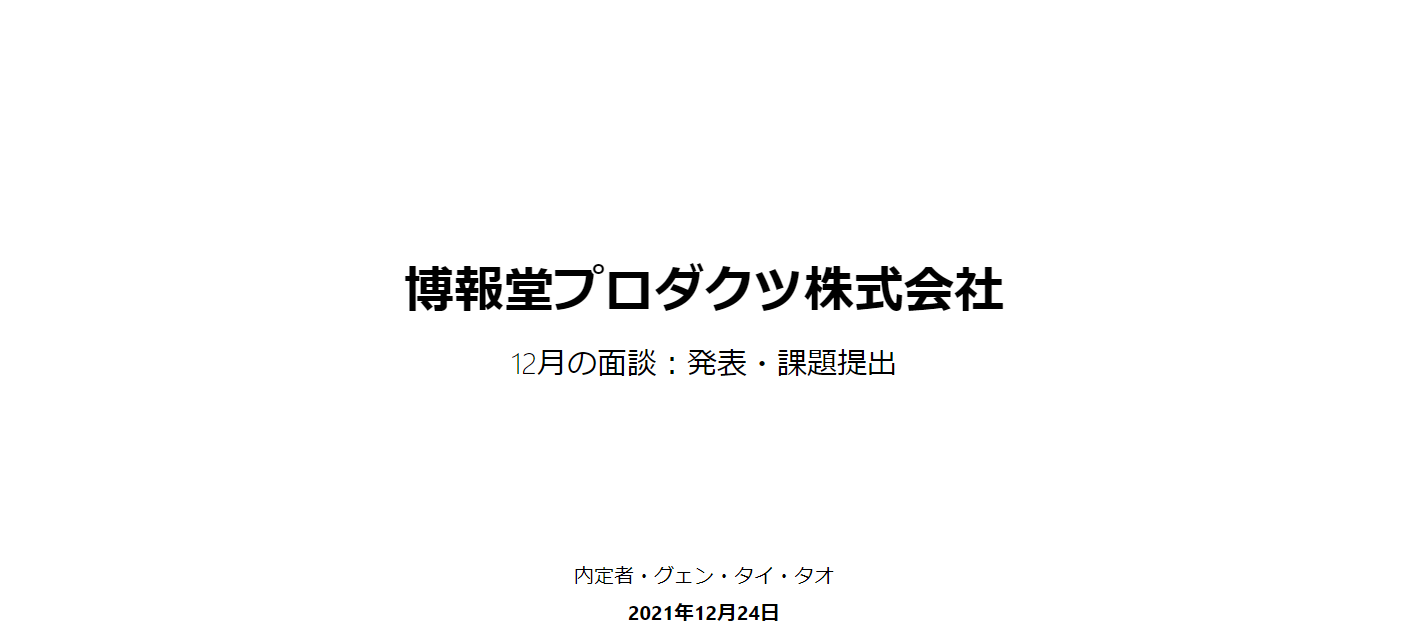 博報堂プロダクツ株式会社
12月の面談：発表・課題提出
内定者・グェン・タイ・タオ
2021年12月24日